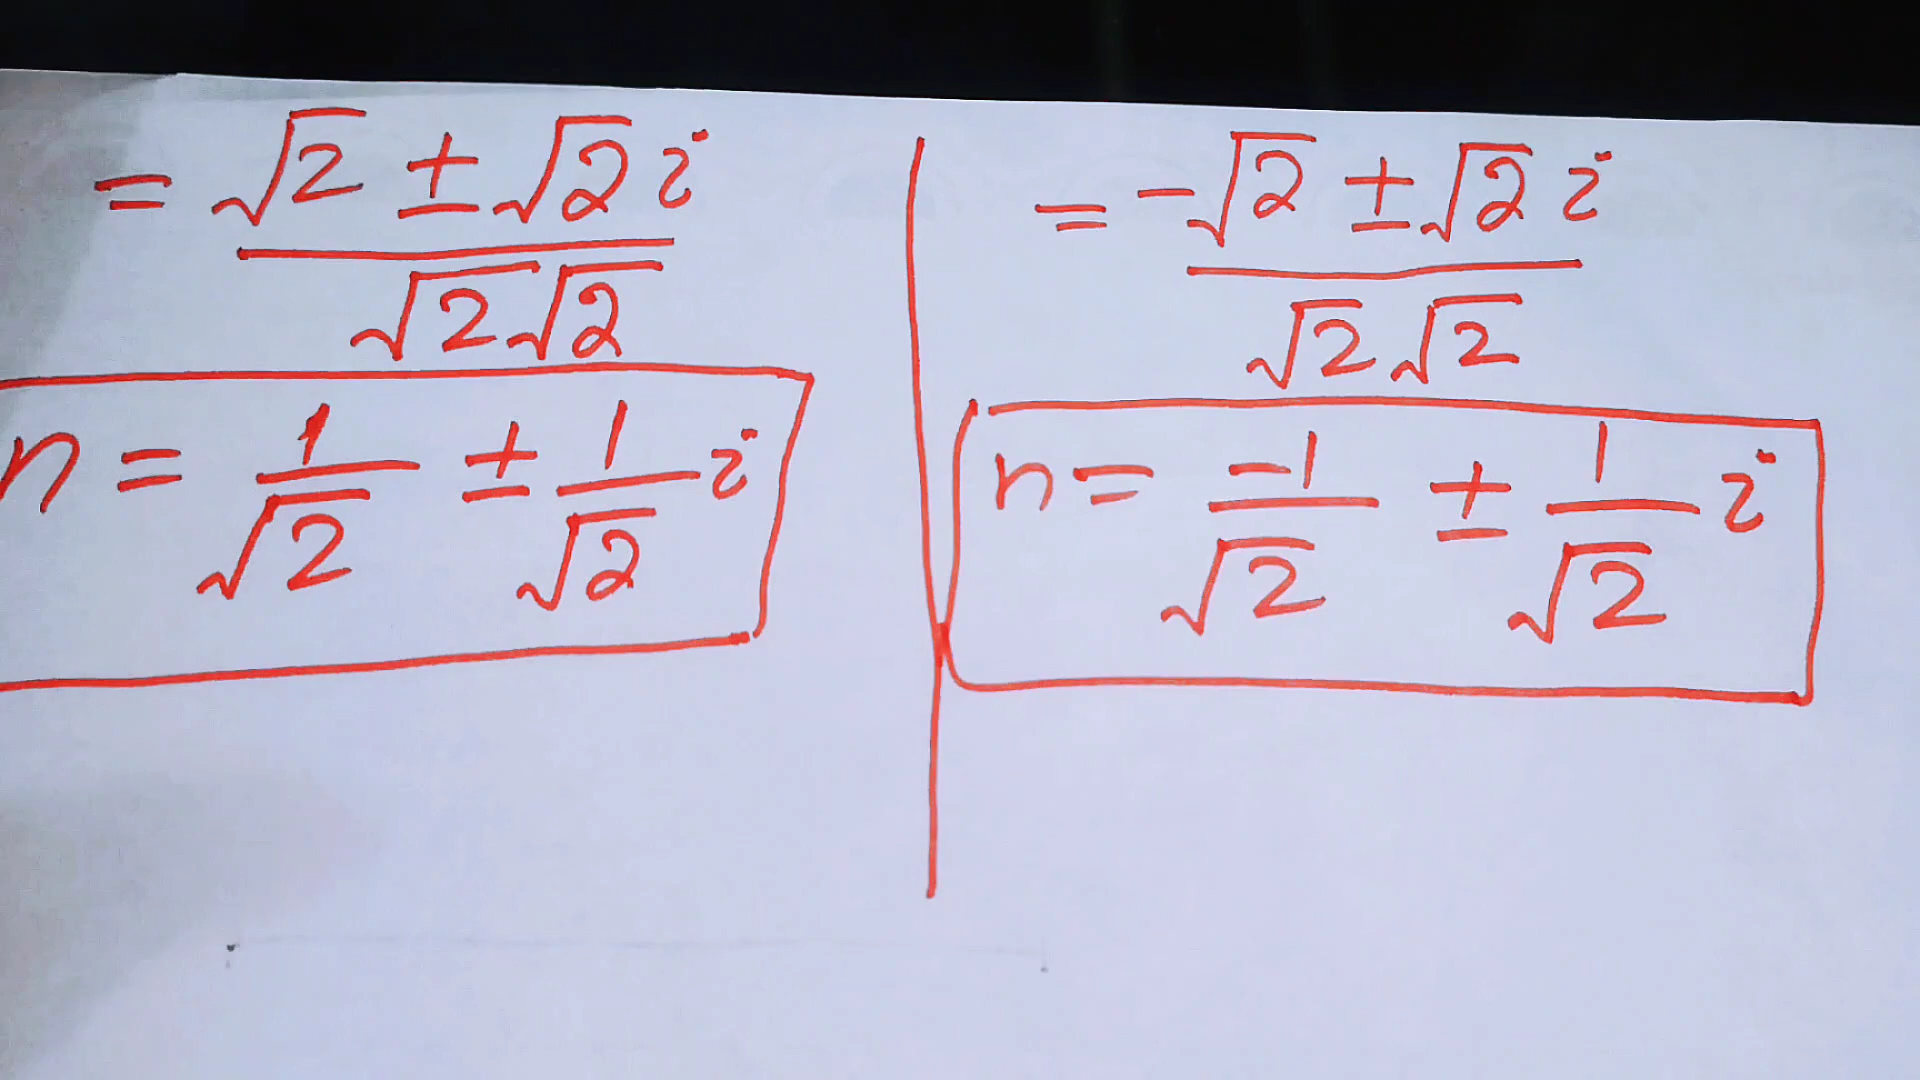 = √2 ± √2 i
√2 √2
n = 1/√2 ± 1/√2 i
= -√2 ± √2 i
√2 √2
n = -1/√2 ± 1/√2 i